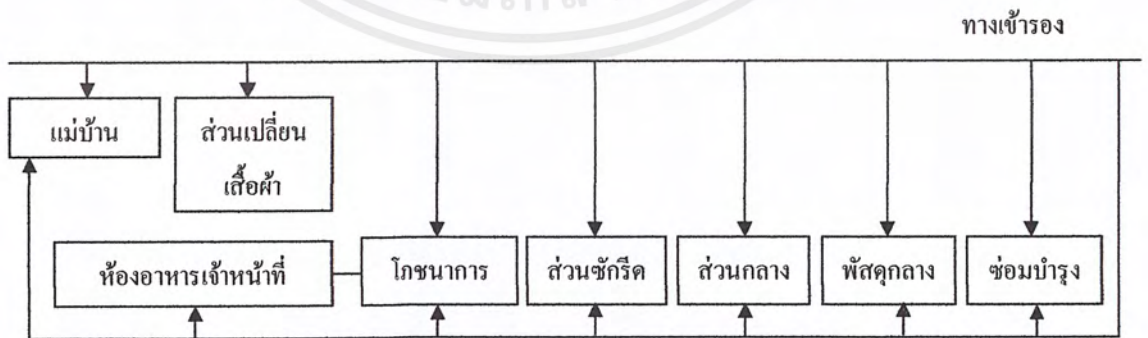 ทางเข้ารอง
แม่บ้าน
ส่วนเปลี่ยน
เสื้อผ้า
ห้องอาหารเจ้าหน้าที่
โภชนาการ
ส่วนซักรีด
ส่วนกลาง
พัสดุกลาง
ซ่อมบำรุง